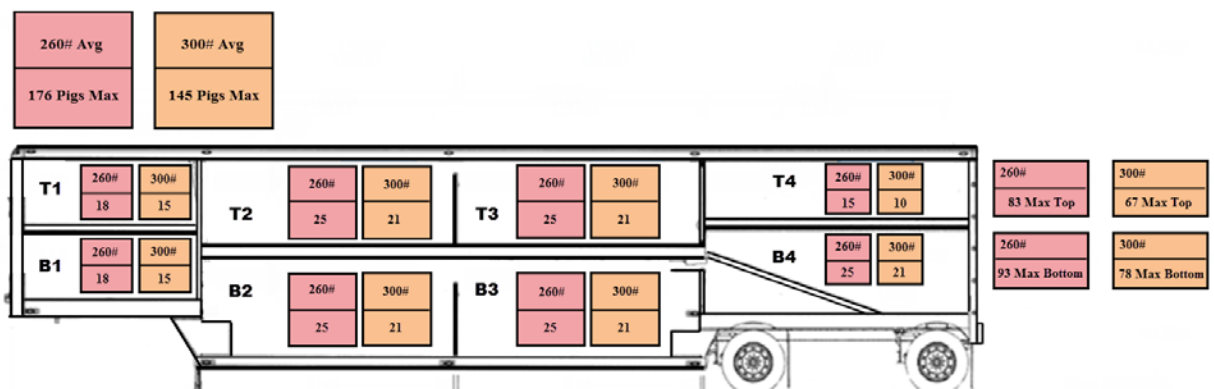 260# Avg
300# Avg
176 Pigs Max
145 Pigs Max
T1
260#
300#
18
15
T2
260#
300#
25
21
T3
260#
300#
25
21
T4
260#
300#
15
10
260#
83 Max Top
300#
67 Max Top
B1
260#
300#
18
15
B2
260#
300#
25
21
B3
260#
300#
25
21
B4
260#
300#
25
21
260#
93 Max Bottom
300#
78 Max Bottom